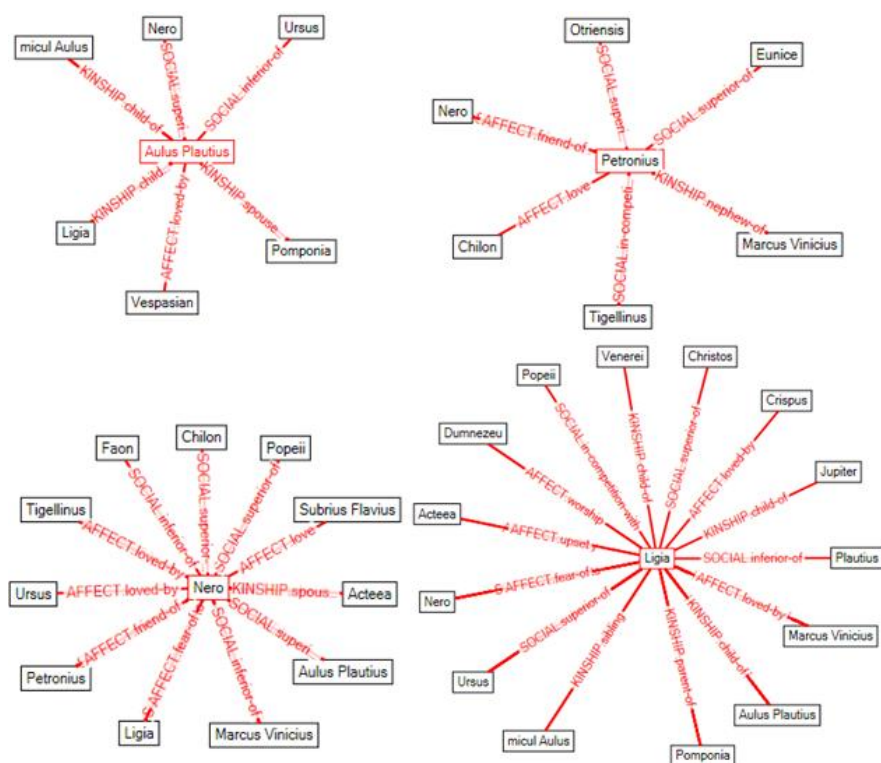 Nero
Ursus
micul Aulus
KINSHIP child-of
SOCIAL superi...
SOCIAL inferior-of
Aulus Plautius
KINSHIP child...
AFFECT loved-by
KINSHIP spouse...
Ligia
Pomponia
Vespasian
Otriensis
Eunice
Nero
SOCIAL superi...
SOCIAL superior-of
AFFECT friend-of
Petronius
AFFECT love
SOCIAL in-competi...
KINSHIP nephew-of
Chilon
Marcus Vinicius
Tigellinus
Faon
Chilon
Popeii
Tigellinus
Subrius Flavius
SOCIAL inferior-of
SOCIAL superior-
SOCIAL superior-of
AFFECT loved-by
AFFECT love
Ursus
AFFECT loved-by
Nero
KINSHIP spous...
Acteea
AFFECT friend-of
AFFECT fear-of
SOCIAL inferior-of
SOCIAL superi...
Petronius
Aulus Plautius
Ligia
Marcus Vinicius
Venerei
Christos
Popeii
Crispus
Dumnezeu
Jupiter
Acteea
SOCIAL in-competition-with
KINSHIP child-of
SOCIAL superior-of
AFFECT loved-by
AFFECT worship
KINSHIP child-of
AFFECT upset
Ligia
SOCIAL inferior-of
Plautius
Nero
S AFFECT fear-of s
AFFECT loved-by
Marcus Vinicius
Ursus
SOCIAL superior-of
KINSHIP sibling
KINSHIP parent-of
KINSHIP child-of
Aulus Plautius
micul Aulus
Pomponia